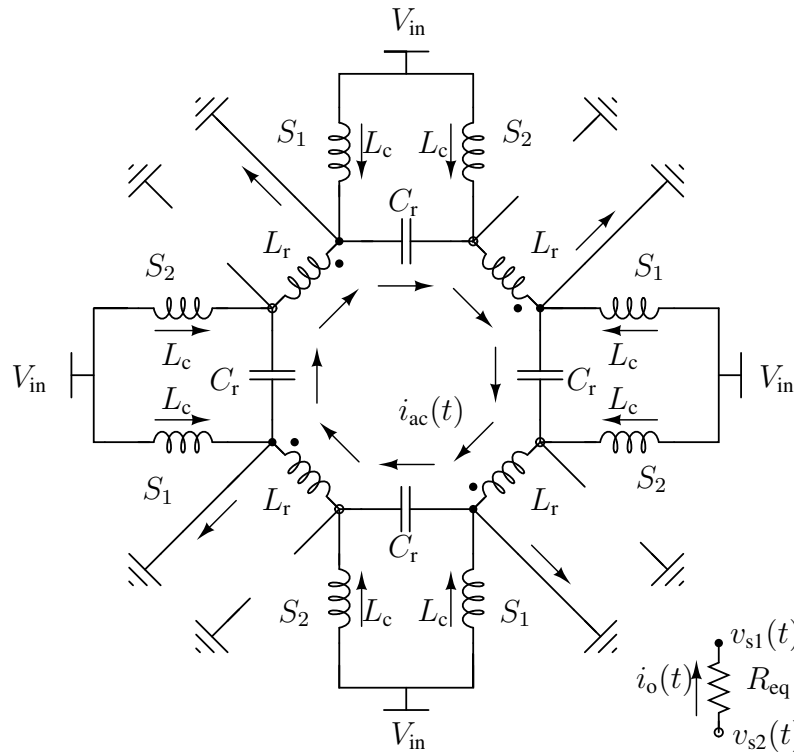 V_in
S_1 L_c L_c S_2
C_r
L_r L_r
S_2 S_1
L_c L_c
V_in C_r C_r V_in
L_c i_ac(t) L_c
S_1 S_2
L_r L_r
C_r
S_2 L_c L_c S_1
V_in
v_s1(t)
i_o(t) R_eq
v_s2(t)